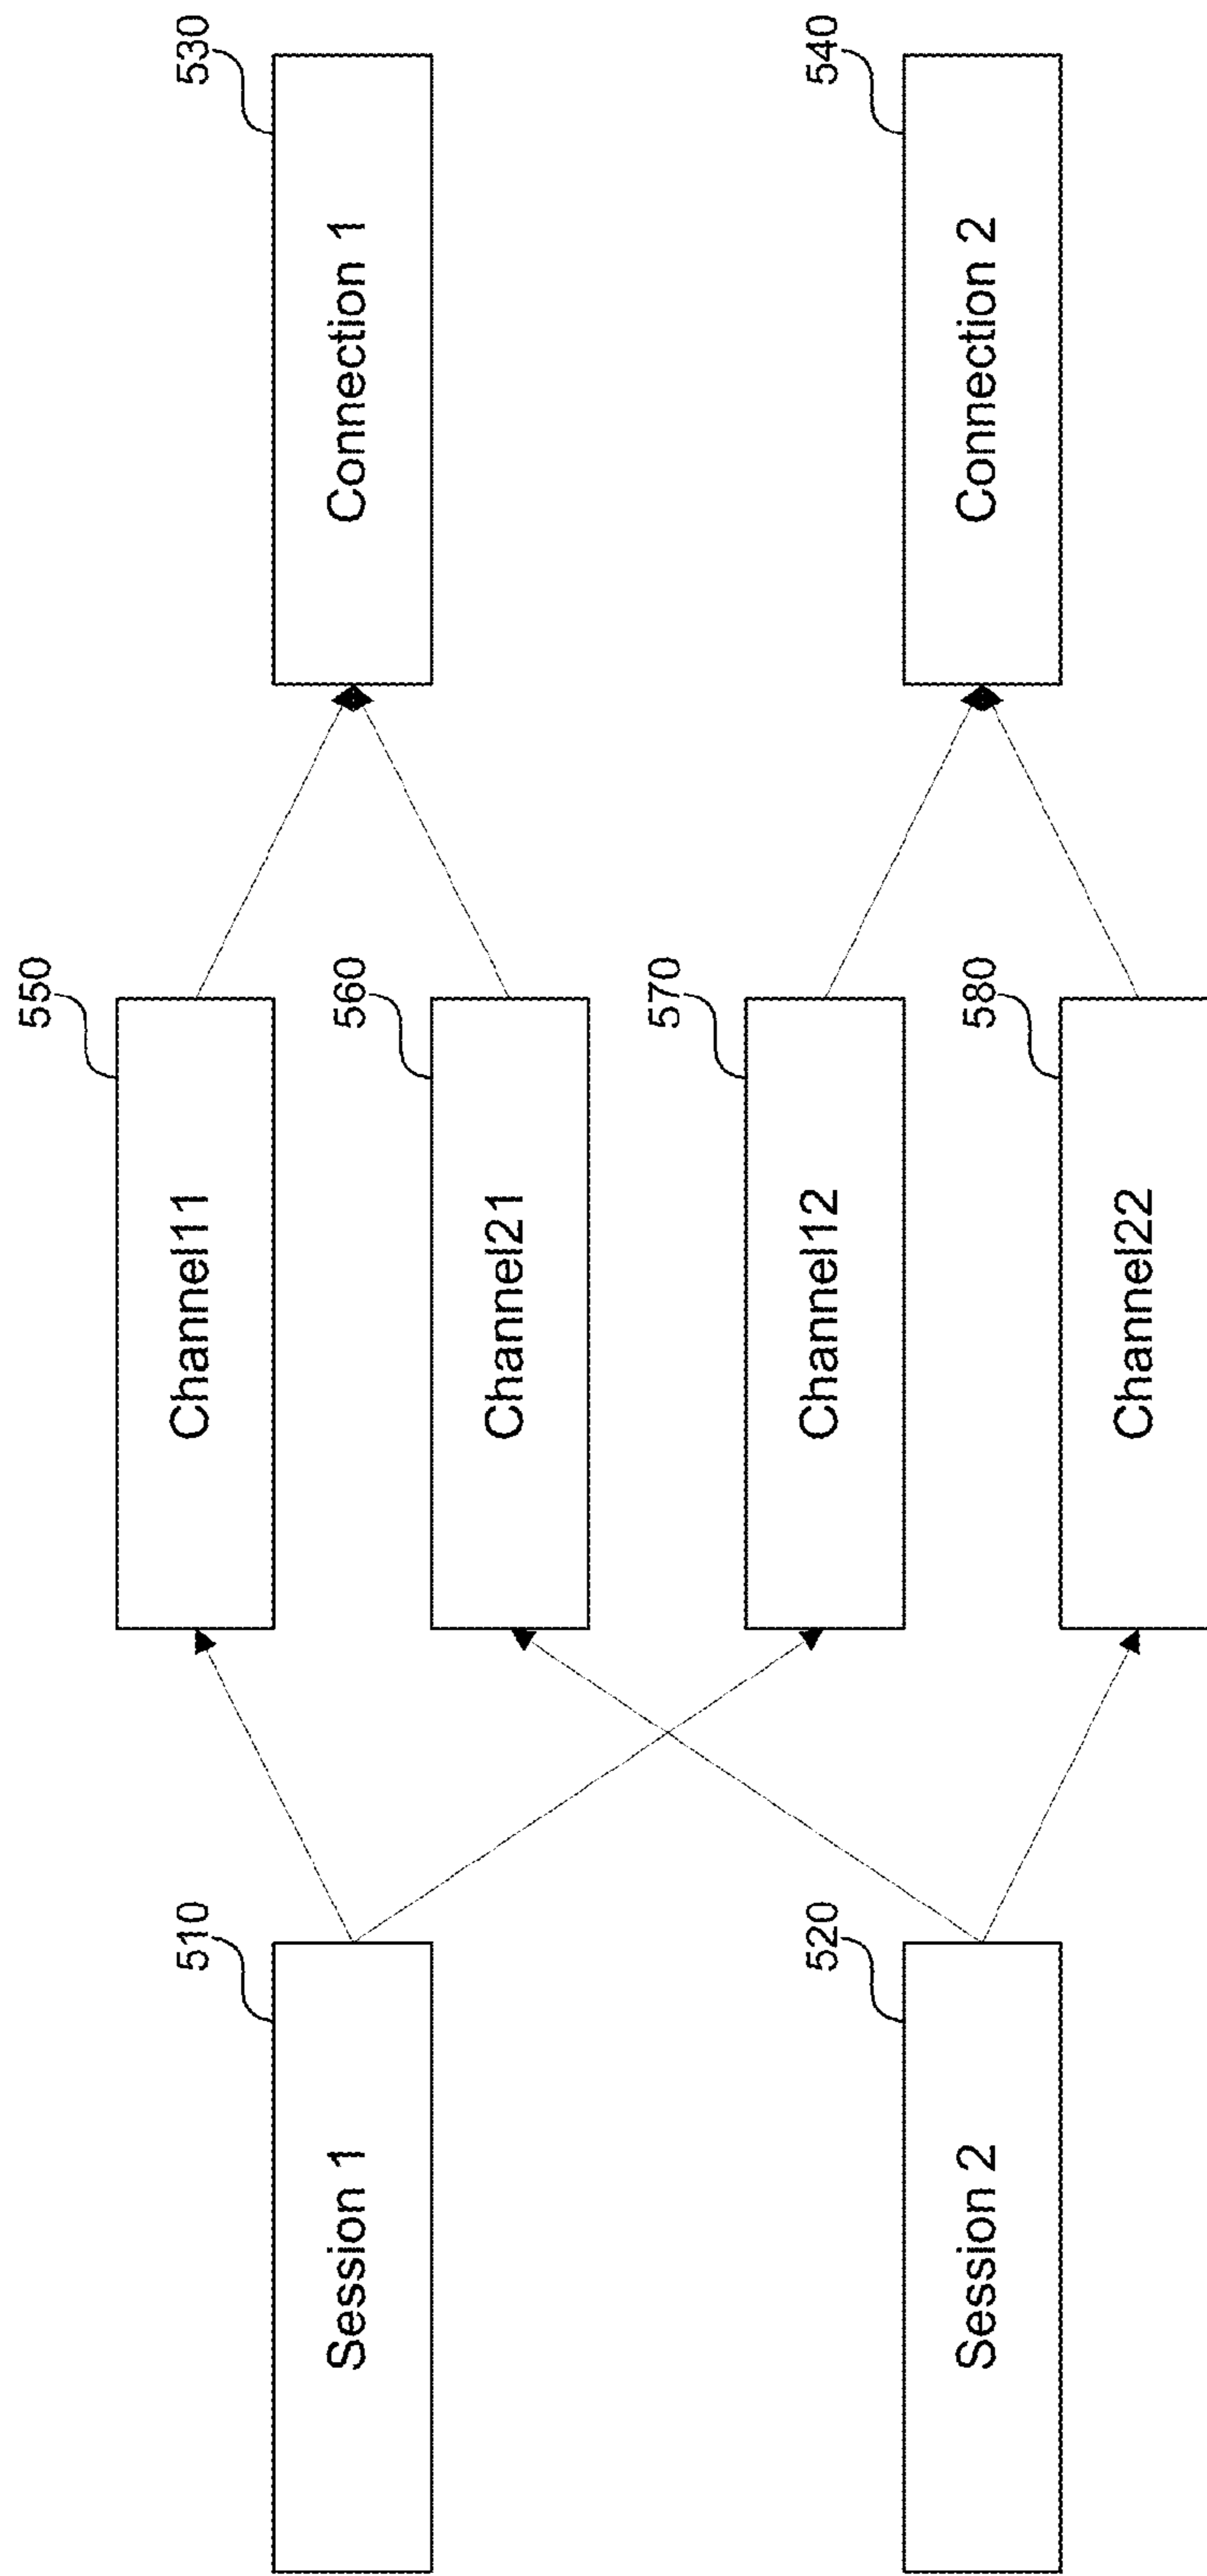 510
Session 1
520
Session 2
550
Channel11
560
Channel21
570
Channel12
580
Channel22
530
Connection 1
540
Connection 2